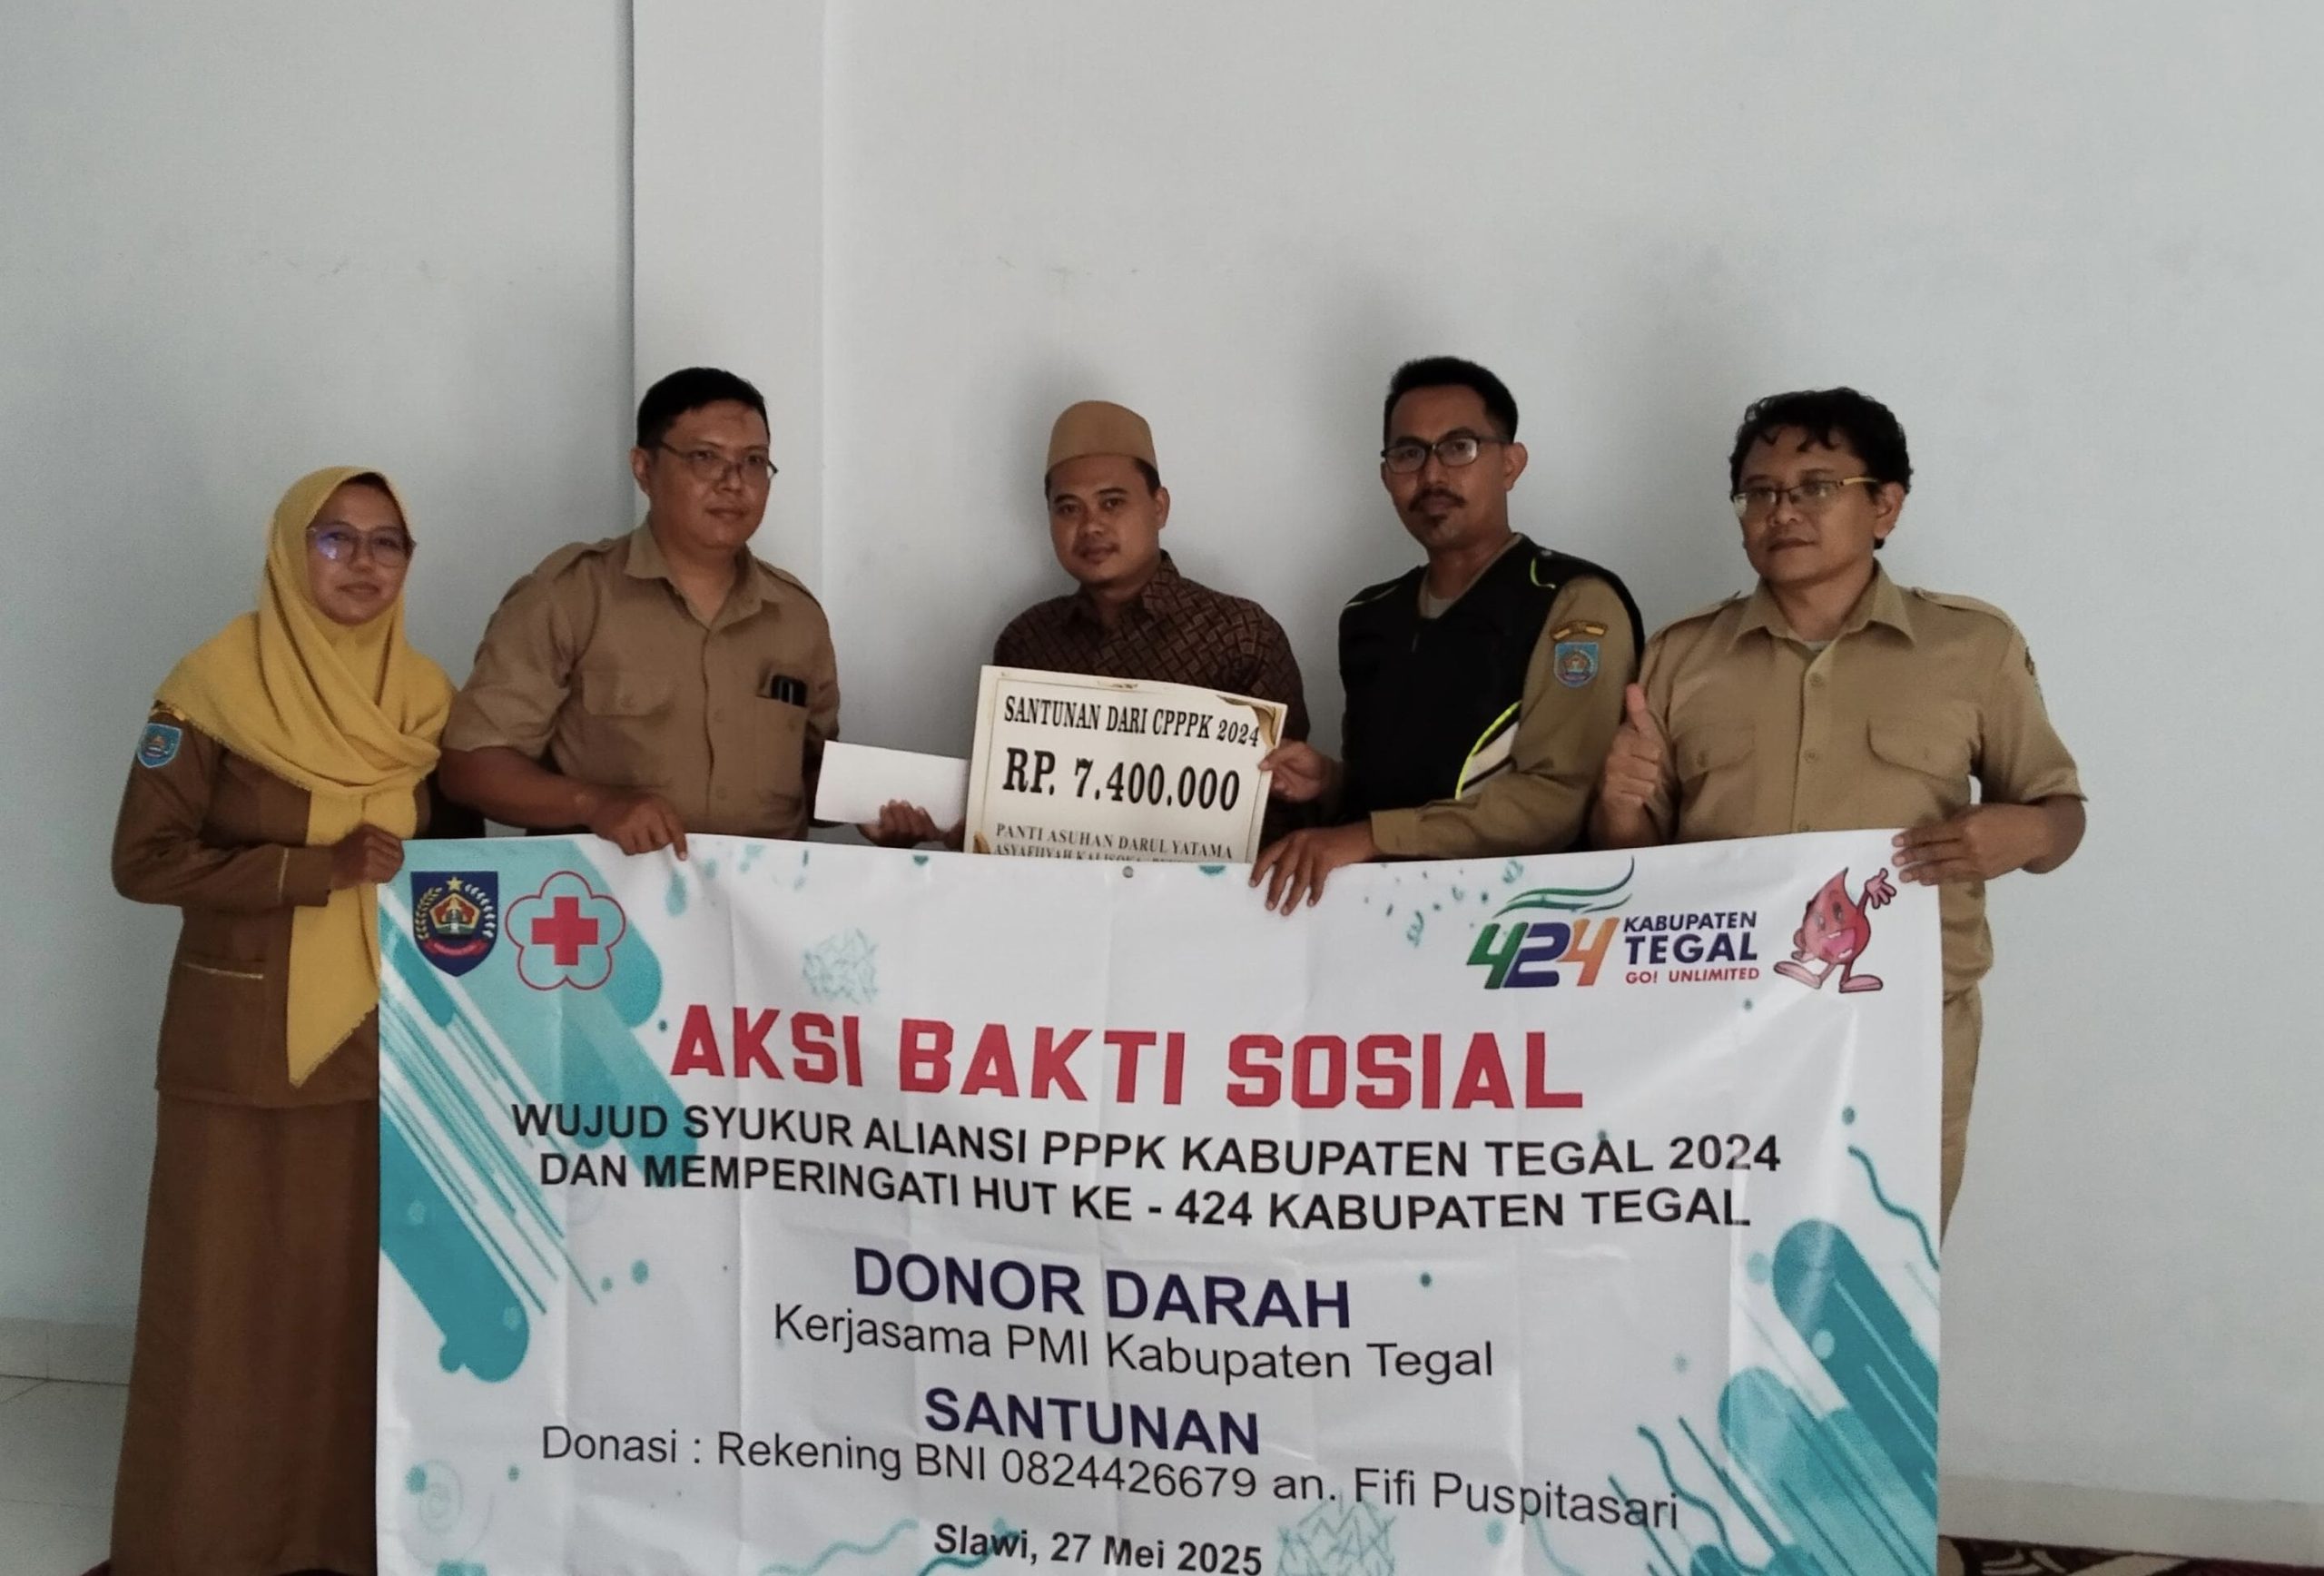 SANTUNAN DARI CPPPK 2024
RP. 7.400.000
PANTI ASUHAN DARUL YATAMA
424 KABUPATEN
TEGAL
GO! UNLIMITED
AKSI BAKTI SOSIAL
WUJUD SYUKUR ALIANSI PPPK KABUPATEN TEGAL 2024
DAN MEMPERINGATI HUT KE - 424 KABUPATEN TEGAL
DONOR DARAH
Kerjasama PMI Kabupaten Tegal
SANTUNAN
Donasi : Rekening BNI 0824426679 an. Fifi Puspitasari
Slawi, 27 Mei 2025